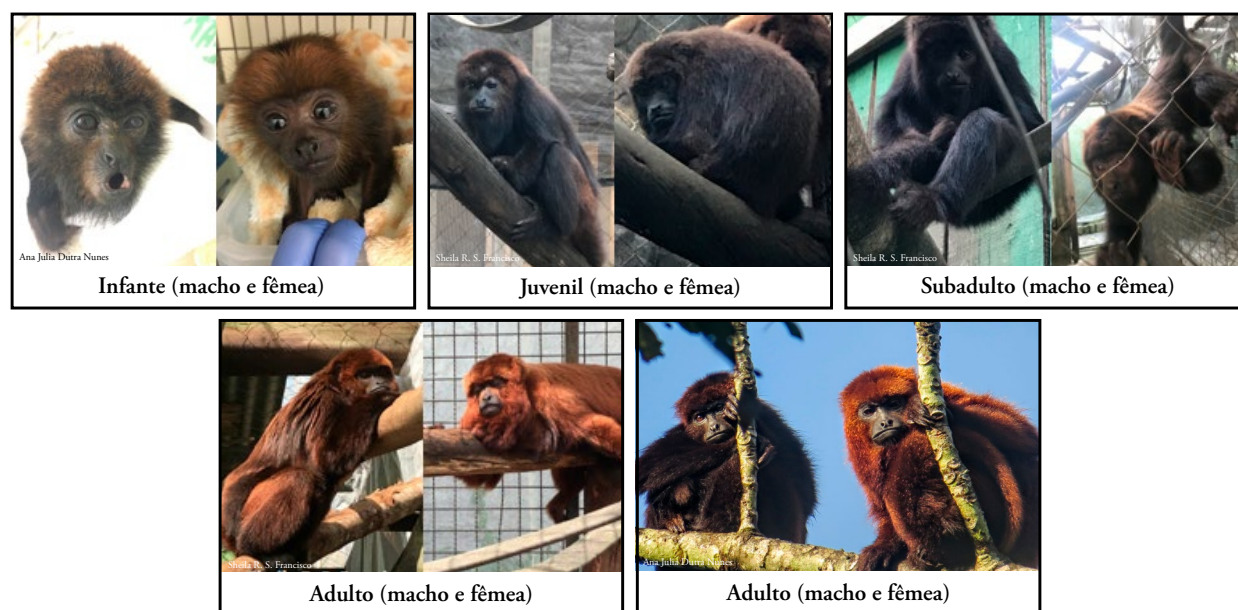 Ana Julia Dutra Nunes
Infante (macho e fêmea)
Sheila R. S. Francisco
Juvenil (macho e fêmea)
Sheila R. S. Francisco
Subadulto (macho e fêmea)
Sheila R. S. Francisco
Adulto (macho e fêmea)
Ana Julia Dutra Nunes
Adulto (macho e fêmea)